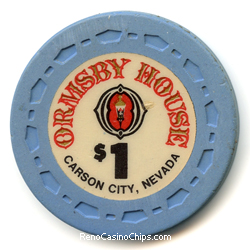 ORMSBY HOUSE
$1
CARSON CITY, NEVADA
RenoCasinoChips.com